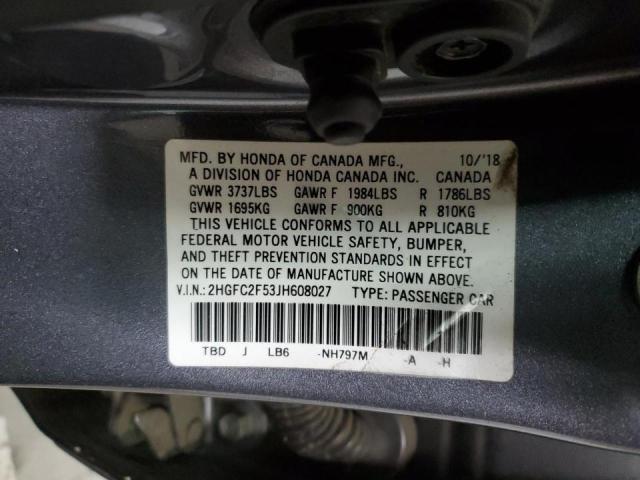 MFD. BY HONDA OF CANADA MFG., 10/'18
A DIVISION OF HONDA CANADA INC. CANADA
GVWR 3737LBS GAWR F 1984LBS R 1786LBS
GVWR 1695KG GAWR F 900KG R 810KG
THIS VEHICLE CONFORMS TO ALL APPLICABLE
FEDERAL MOTOR VEHICLE SAFETY, BUMPER,
AND THEFT PREVENTION STANDARDS IN EFFECT
ON THE DATE OF MANUFACTURE SHOWN ABOVE.
V.I.N.: 2HGFC2F53JH608027 TYPE: PASSENGER CAR
TBD J LB6 -NH797M -A -H